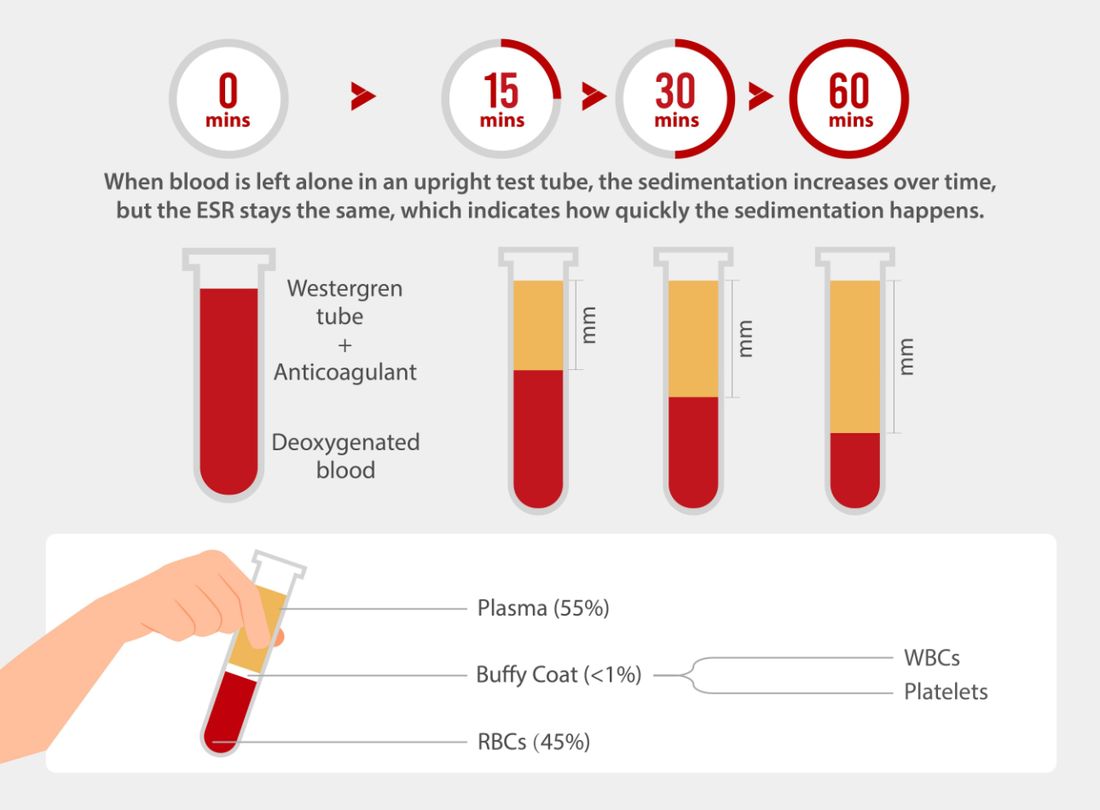 0
mins
15
mins
30
mins
60
mins
When blood is left alone in an upright test tube, the sedimentation increases over time,
but the ESR stays the same, which indicates how quickly the sedimentation happens.
Westergren
tube
+
Anticoagulant
Deoxygenated
blood
mm
mm
mm
Plasma (55%)
Buffy Coat (<1%)
WBCs
Platelets
RBCs (45%)